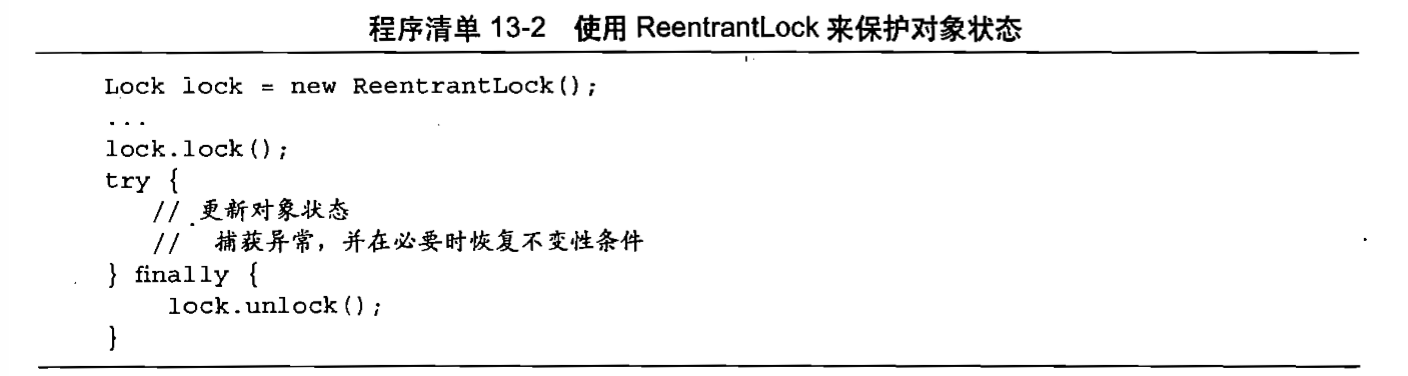 程序清单 13-2 使用 ReentrantLock 来保护对象状态
Lock lock = new ReentrantLock();
...
lock.lock();
try {
// 更新对象状态
// 捕获异常，并在必要时恢复不变性条件
} finally {
lock.unlock();
}